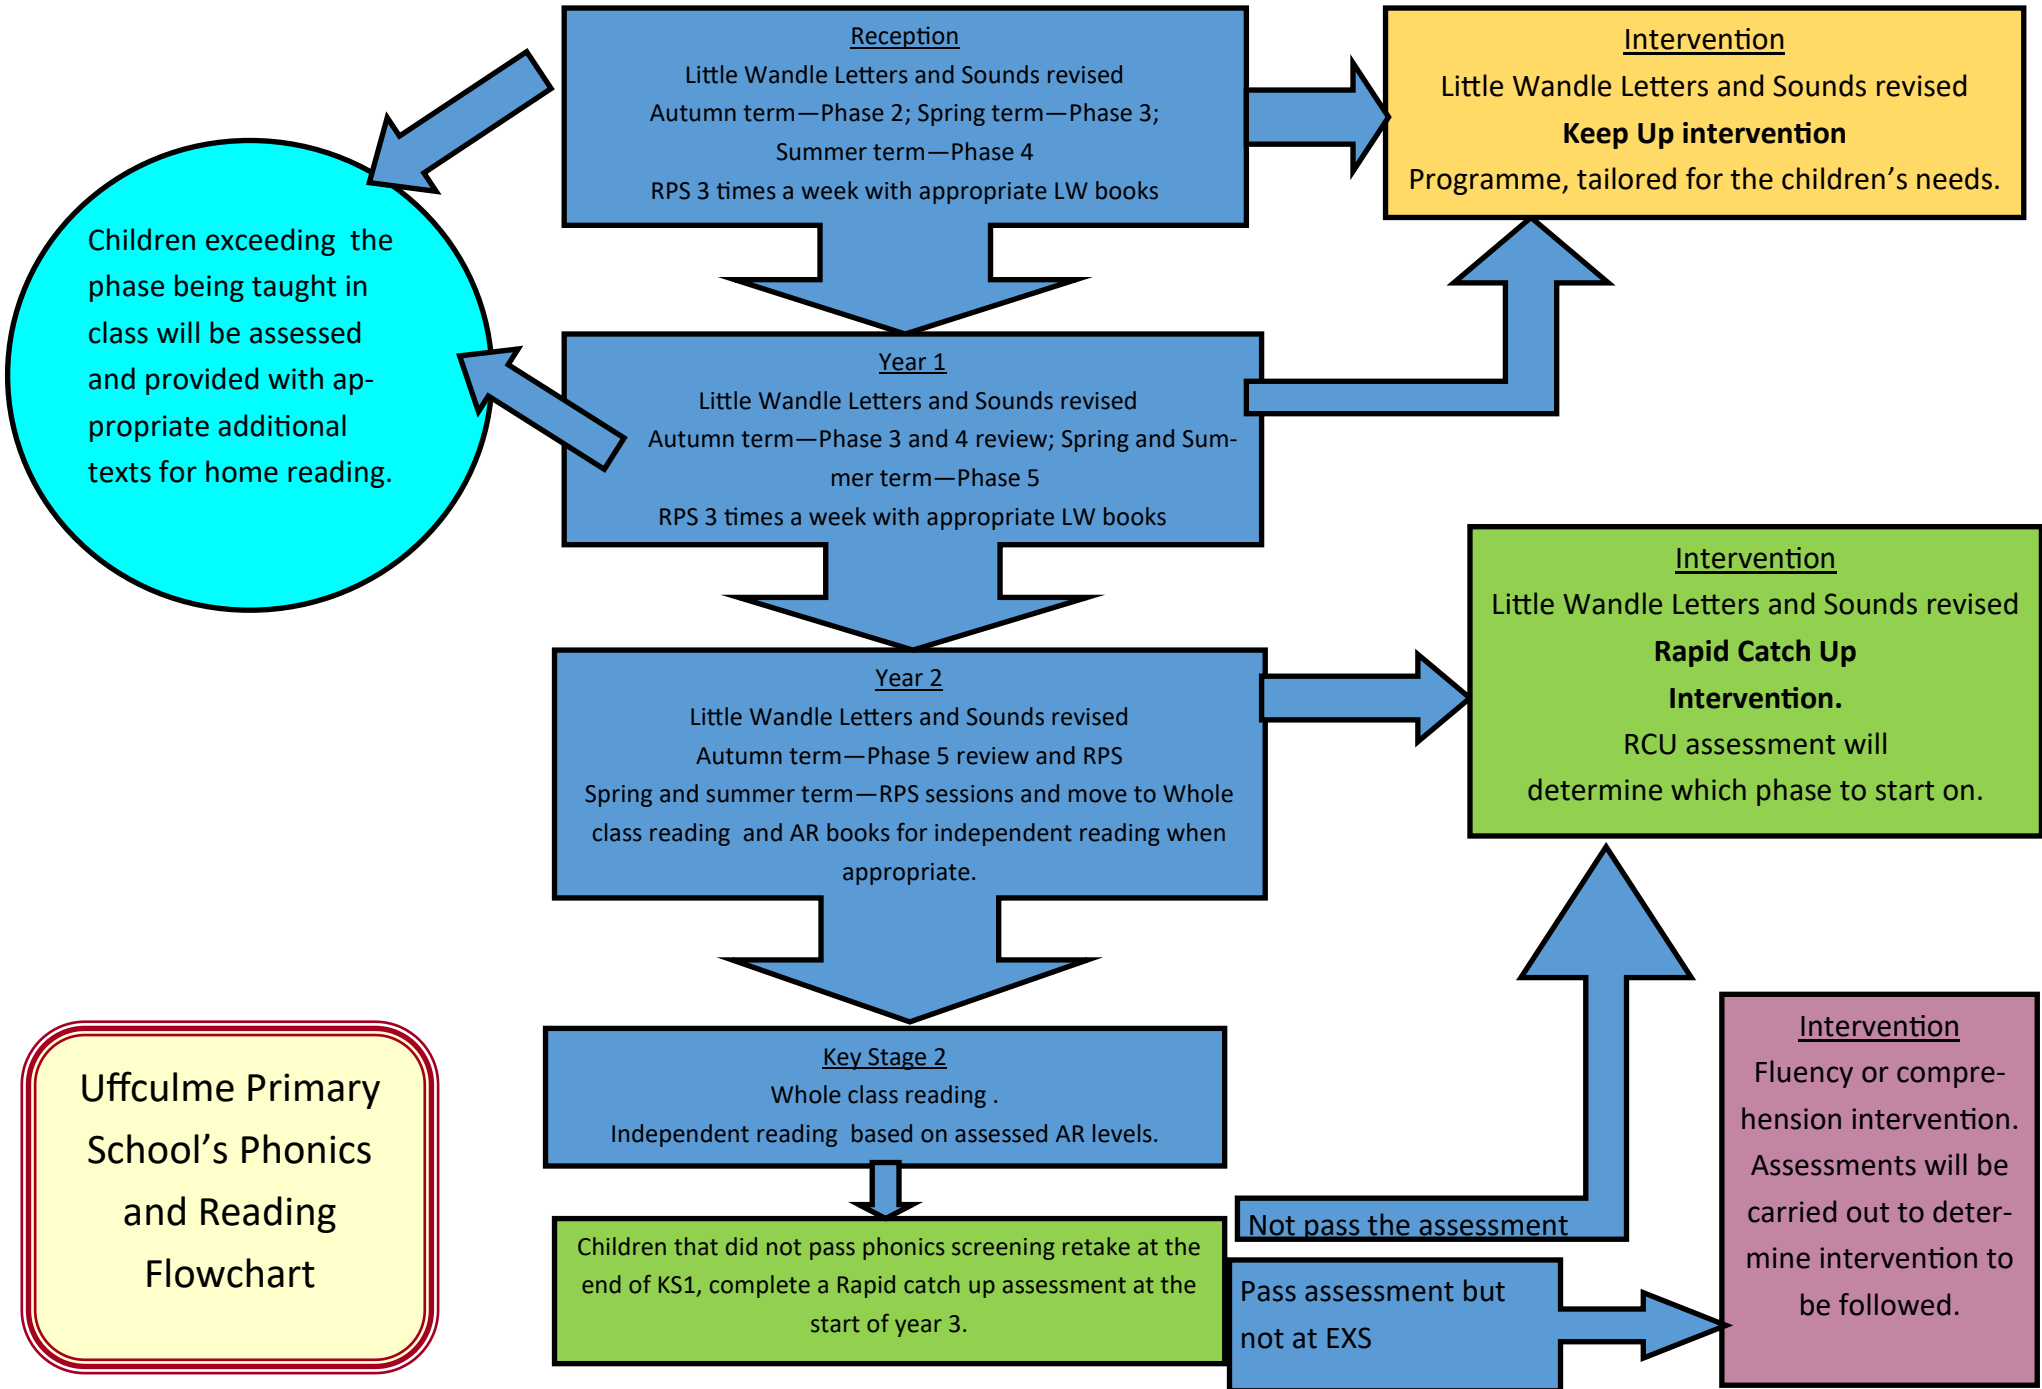 Reception
Little Wandle Letters and Sounds revised
Autumn term—Phase 2; Spring term—Phase 3;
Summer term—Phase 4
RPS 3 times a week with appropriate LW books
Intervention
Little Wandle Letters and Sounds revised
Keep Up intervention
Programme, tailored for the children’s needs.
Children exceeding  the
phase being taught in
class will be assessed
and provided with ap-
propriate additional
texts for home reading.
Year 1
Little Wandle Letters and Sounds revised
Autumn term—Phase 3 and 4 review; Spring and Sum-
mer term—Phase 5
RPS 3 times a week with appropriate LW books
Intervention
Little Wandle Letters and Sounds revised
Rapid Catch Up
Intervention.
RCU assessment will
determine which phase to start on.
Year 2
Little Wandle Letters and Sounds revised
Autumn term—Phase 5 review and RPS
Spring and summer term—RPS sessions and move to Whole
class reading  and AR books for independent reading when
appropriate.
Key Stage 2
Whole class reading .
Independent reading  based on assessed AR levels.
Children that did not pass phonics screening retake at the
end of KS1, complete a Rapid catch up assessment at the
start of year 3.
Not pass the assessment
Pass assessment but
not at EXS
Intervention
Fluency or compre-
hension intervention.
Assessments will be
carried out to deter-
mine intervention to
be followed.
Uffculme Primary
School’s Phonics
and Reading
Flowchart